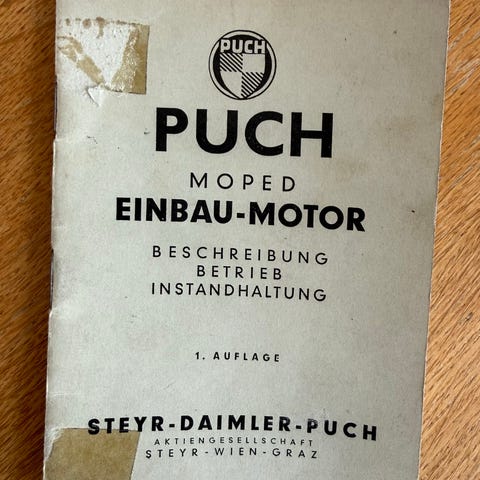 PUCH
PUCH
MOPED
EINBAU-MOTOR
BESCHREIBUNG
BETRIEB
INSTANDHALTUNG
1. AUFLAGE
STEYR-DAIMLER-PUCH
AKTIENGESELLSCHAFT
STEYR-WIEN-GRAZ